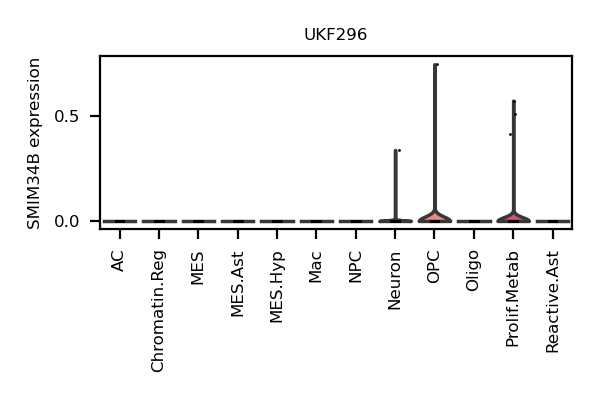 UKF296
SMIM34B expression
0.5
0.0
AC
Chromatin.Reg
MES
MES.Ast
MES.Hyp
Mac
NPC
Neuron
OPC
Oligo
Prolif.Metab
Reactive.Ast